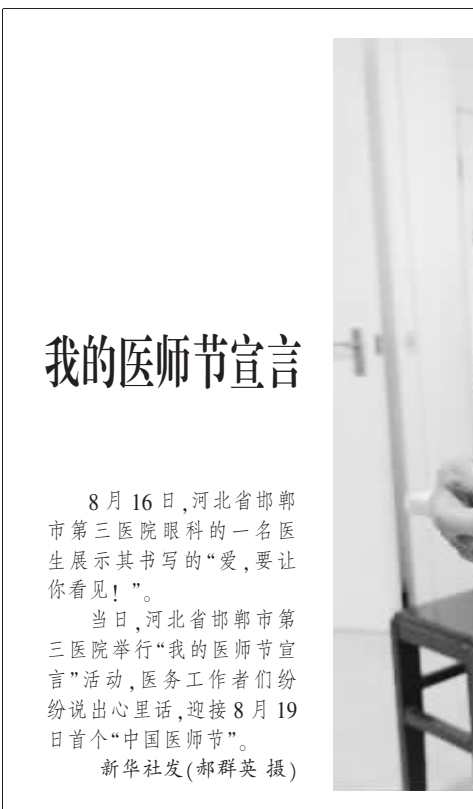 我的医师节宣言
8月16日,河北省邯郸
市第三医院眼科的一名医
生展示其书写的“爱,要让
你看见！”。
当日,河北省邯郸市第
三医院举行“我的医师节宣
言”活动,医务工作者们纷
纷说出心里话,迎接8月19
日首个“中国医师节”。
新华社发(郝群英 摄)